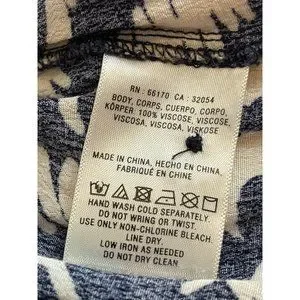 RN : 66170 CA : 32054
BODY, CORPS, CUERPO, CORPO,
KÖRPER: 100% VISCOSE, VISCOSE,
VISCOSA, VISCOSA, VISKOSE
MADE IN CHINA, HECHO EN CHINA,
FABRIQUÉ EN CHINE
HAND WASH COLD SEPARATELY
DO NOT WRING OR TWIST.
USE ONLY NON-CHLORINE BLEACH.
LINE DRY.
LOW IRON AS NEEDED
DO NOT DRY CLEAN